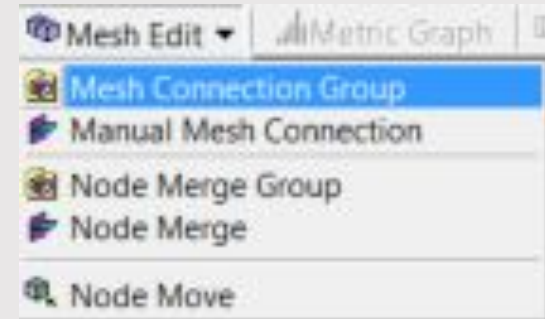 Mesh Edit Metric Graph
Mesh Connection Group
Manual Mesh Connection
Node Merge Group
Node Merge
Node Move